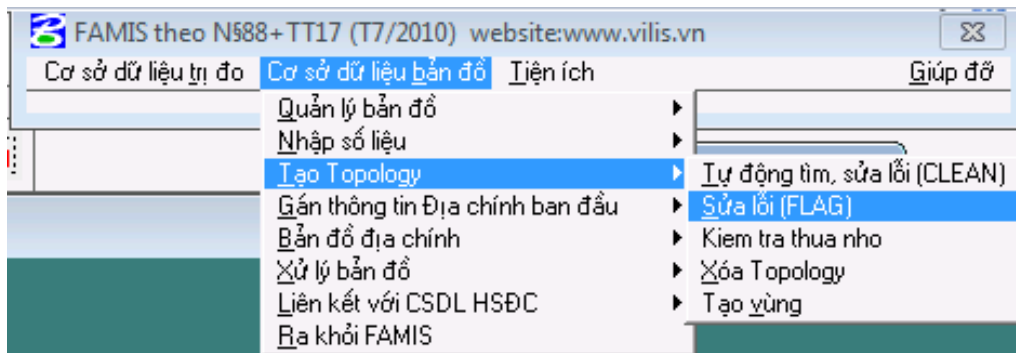 FAMIS theo N§88+TT17 (T7/2010) website:www.vilis.vn
Cơ sở dữ liệu trị đo Cơ sở dữ liệu bản đồ Tiện ích Giúp đỡ
Quản lý bản đồ
Nhập số liệu
Tạo Topology
Gán thông tin Địa chính ban đầu
Bản đồ địa chính
Xử lý bản đồ
Liên kết với CSDL HSĐC
Ra khỏi FAMIS
Tự động tìm, sửa lỗi (CLEAN)
Sửa lỗi (FLAG)
Kiem tra thua nho
Xóa Topology
Tạo vùng